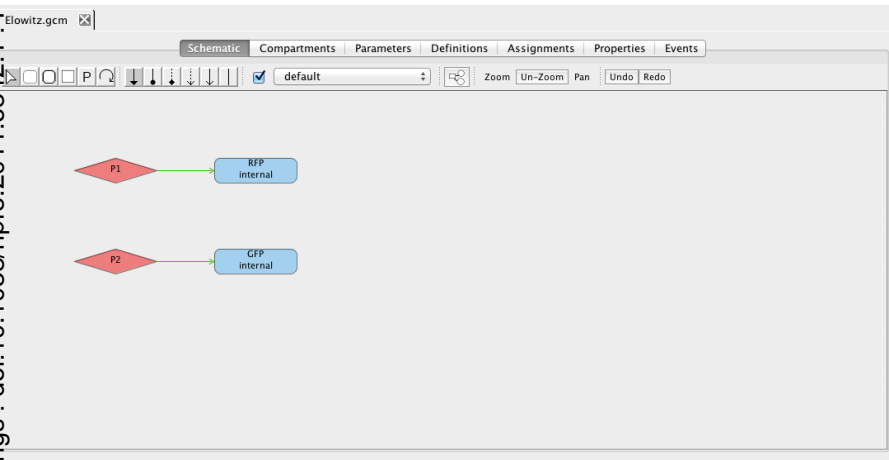 Elowitz.gcm
Schematic Compartments Parameters Definitions Assignments Properties Events
P default Zoom Un-Zoom Pan Undo Redo
P1 RFP
internal
P2 GFP
internal